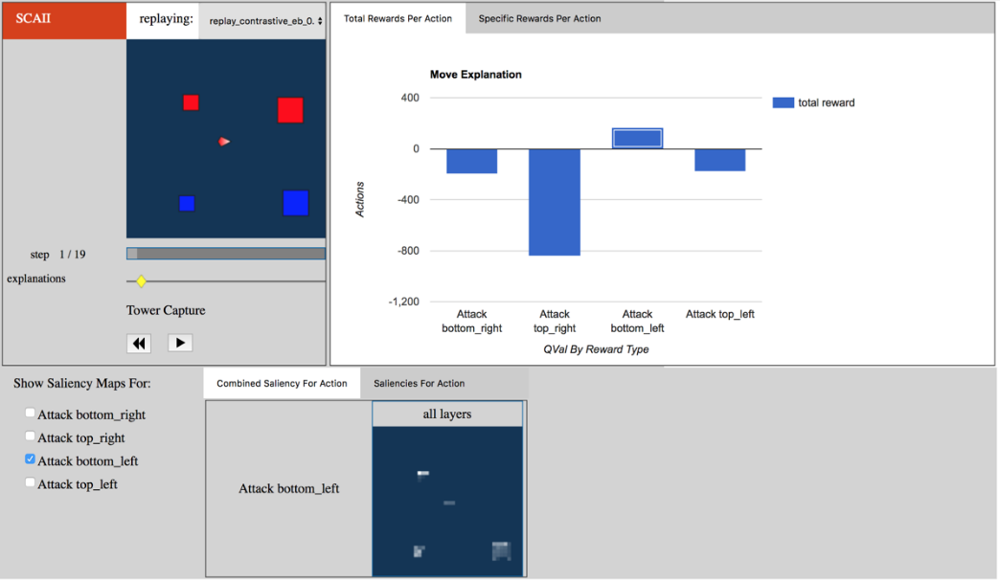 SCAII
replaying:
replay_contrastive_eb_0.
step 1 / 19
explanations
Tower Capture
Total Rewards Per Action
Specific Rewards Per Action
Move Explanation
400
0
-400
-800
-1,200
Actions
Attack bottom_right
Attack top_right
Attack bottom_left
Attack top_left
QVal By Reward Type
total reward
Show Saliency Maps For:
Attack bottom_right
Attack top_right
Attack bottom_left
Attack top_left
Combined Saliency For Action
Saliencies For Action
all layers
Attack bottom_left